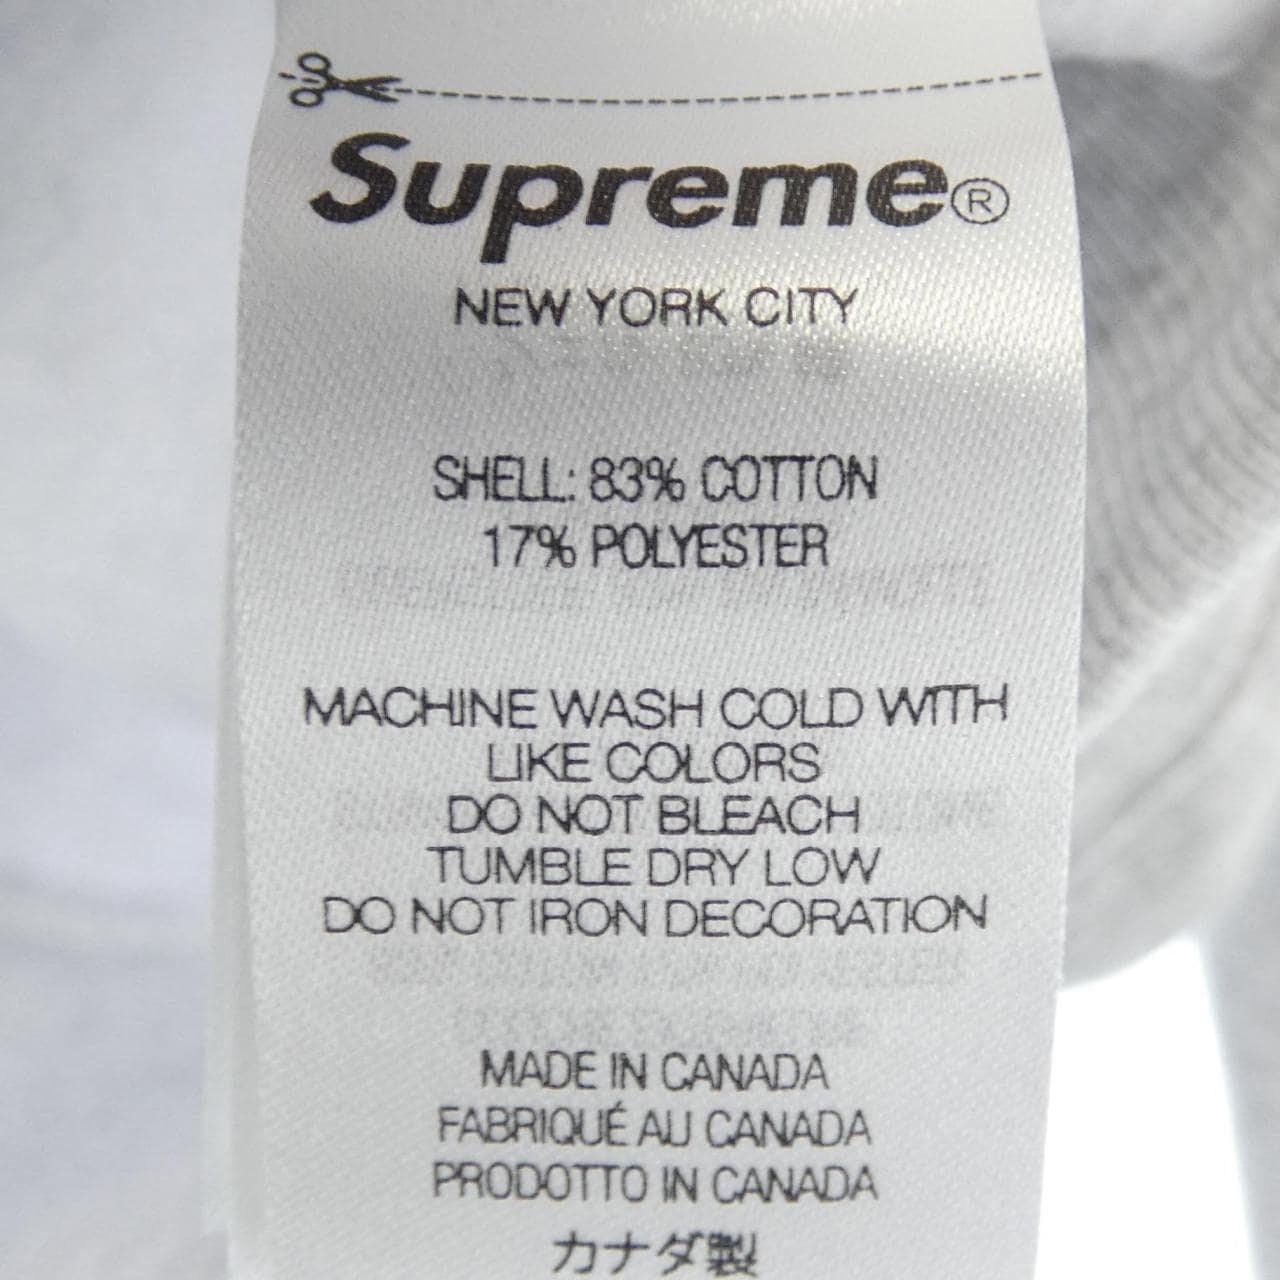 Supreme®
NEW YORK CITY
SHELL: 83% COTTON
17% POLYESTER
MACHINE WASH COLD WITH
LIKE COLORS
DO NOT BLEACH
TUMBLE DRY LOW
DO NOT IRON DECORATION
MADE IN CANADA
FABRIQUÉ AU CANADA
PRODOTTO IN CANADA
カナダ製